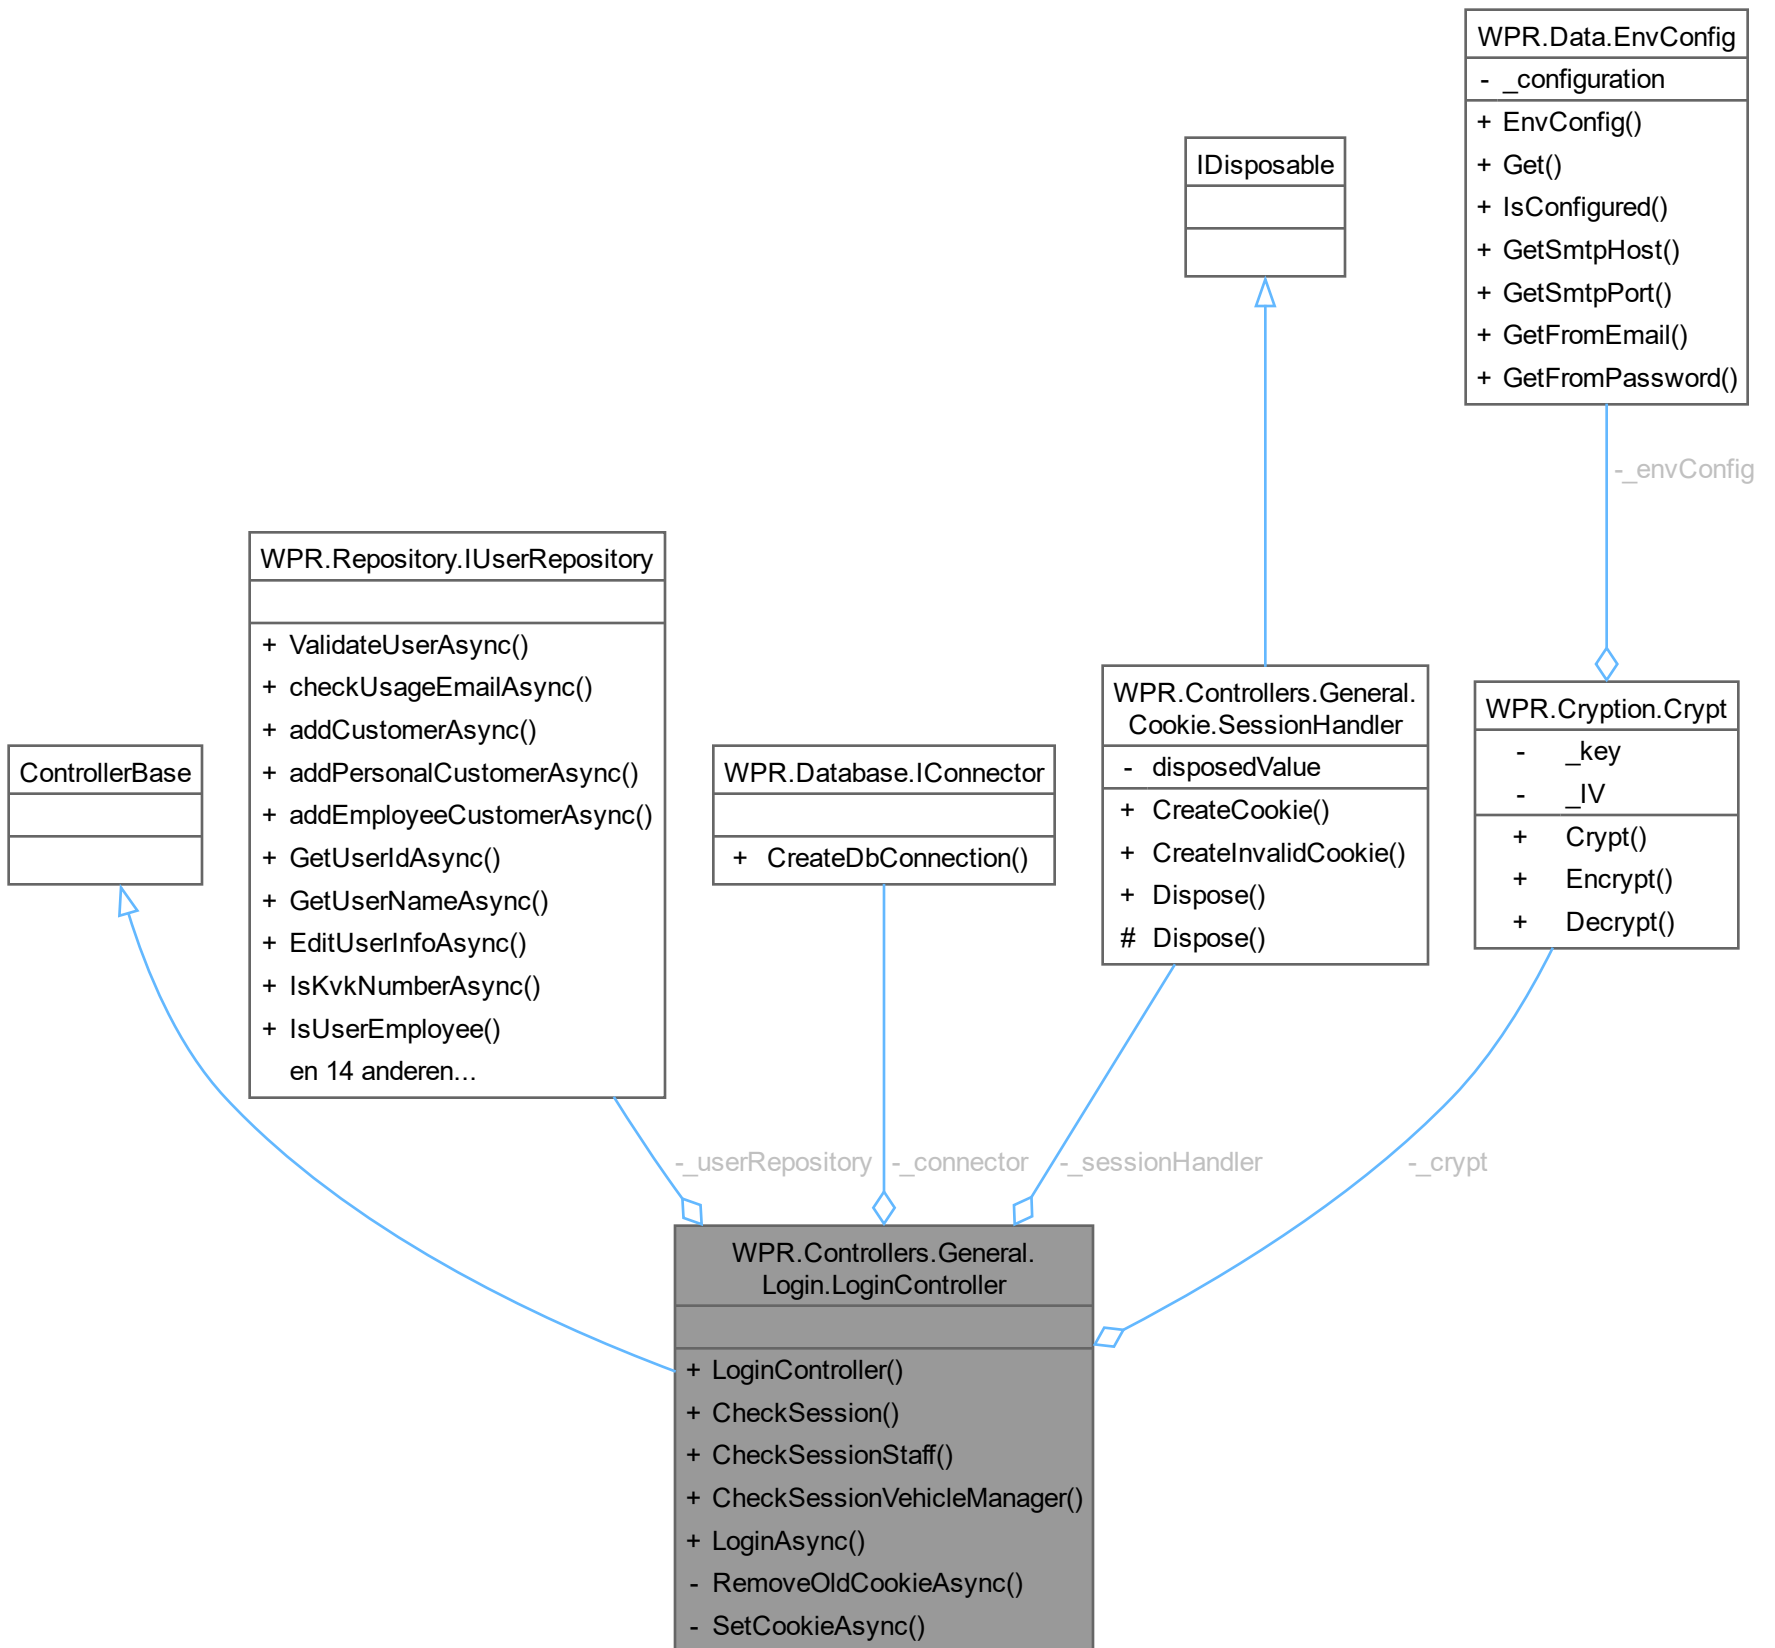 WPR.Data.EnvConfig
- _configuration
+ EnvConfig()
+ Get()
+ IsConfigured()
+ GetSmtpHost()
+ GetSmtpPort()
+ GetFromEmail()
+ GetFromPassword()
IDisposable
-_envConfig
WPR.Repository.IUserRepository
+ ValidateUserAsync()
+ checkUsageEmailAsync()
+ addCustomerAsync()
+ addPersonalCustomerAsync()
+ addEmployeeCustomerAsync()
+ GetUserIdAsync()
+ GetUserNameAsync()
+ EditUserInfoAsync()
+ IsKvkNumberAsync()
+ IsUserEmployee()
en 14 anderen...
ControllerBase
WPR.Database.IConnector
+ CreateDbConnection()
WPR.Controllers.General.
Cookie.SessionHandler
- disposedValue
+ CreateCookie()
+ CreateInvalidCookie()
+ Dispose()
# Dispose()
WPR.Cryption.Crypt
- _key
- _IV
+ Crypt()
+ Encrypt()
+ Decrypt()
-_userRepository
-_connector
-_sessionHandler
-_crypt
WPR.Controllers.General.
Login.LoginController
+ LoginController()
+ CheckSession()
+ CheckSessionStaff()
+ CheckSessionVehicleManager()
+ LoginAsync()
- RemoveOldCookieAsync()
- SetCookieAsync()